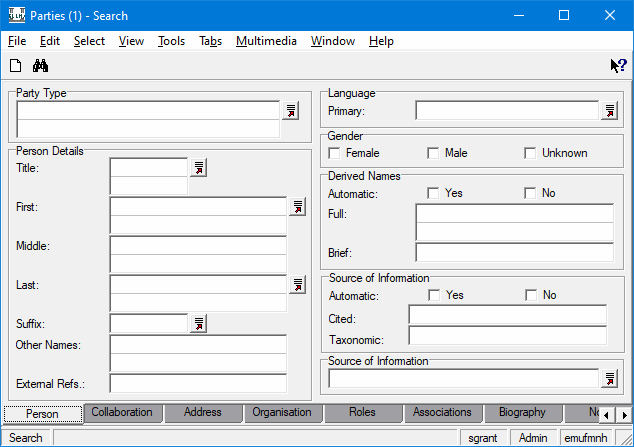 Parties (1) - Search
File Edit Select View Tools Tabs Multimedia Window Help
Party Type
Person Details
Title:
First:
Middle:
Last:
Suffix:
Other Names:
External Refs.:
Language
Primary:
Gender
Female Male Unknown
Derived Names
Automatic: Yes No
Full:
Brief:
Source of Information
Automatic: Yes No
Cited:
Taxonomic:
Source of Information
Person Collaboration Address Organisation Roles Associations Biography
Search sgrant Admin emufmnh